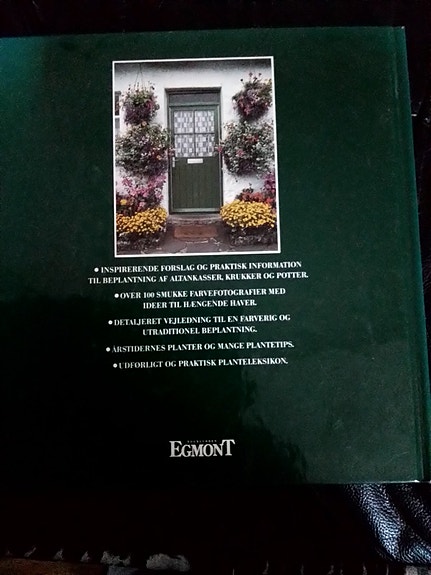 ● INSPIRERENDE FORSLAG OG PRAKTISK INFORMATION
TIL BEPLANTNING AF ALTANKASSER, KRUKKER OG POTTER.
● OVER 100 SMUKKE FARVEFOTOGRAFIER MED
IDEER TIL HÆNGENDE HAVER.
● DETALJERET VEJLEDNING TIL EN FARVERIG OG
UTRADITIONEL BEPLANTNING.
● ÅRSTIDERNES PLANTER OG MANGE PLANTETIPS.
● UDFØRLIGT OG PRAKTISK PLANTELEKSIKON.
EGMONT